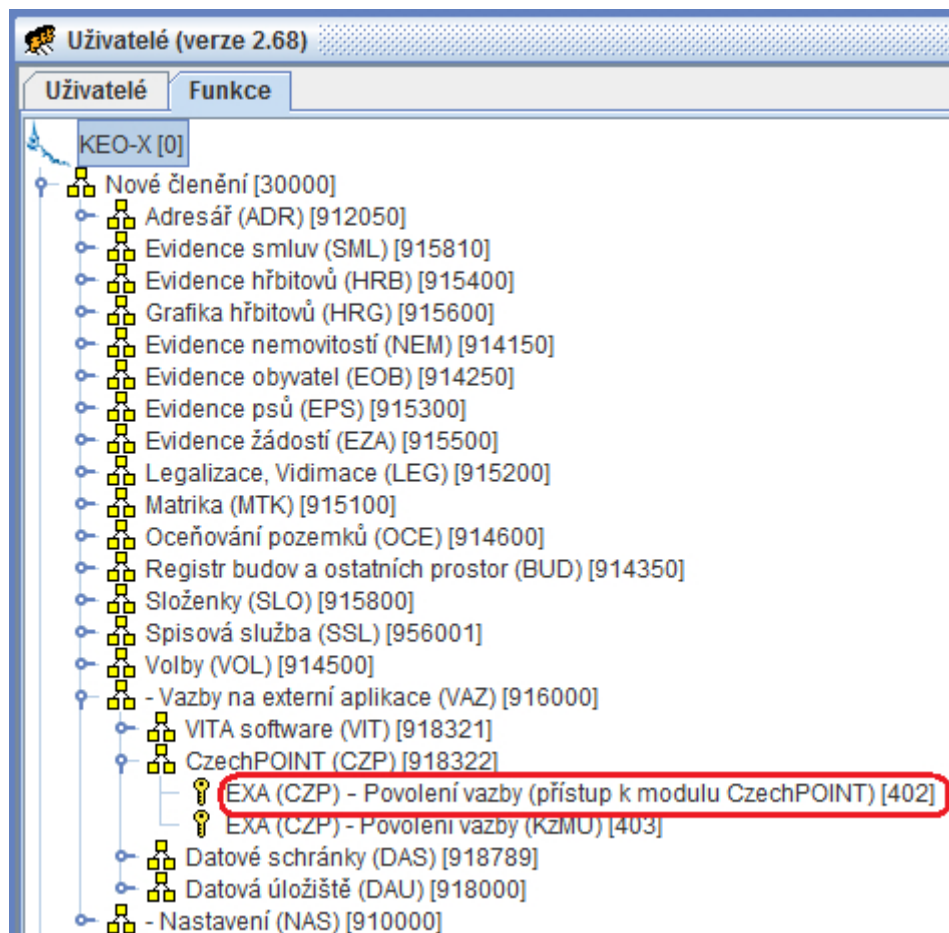 Uživatelé (verze 2.68)
Uživatelé Funkce
KEO-X [0]
Nové členění [30000]
Adresář (ADR) [912050]
Evidence smluv (SML) [915810]
Evidence hřbitovů (HRB) [915400]
Grafika hřbitovů (HRG) [915600]
Evidence nemovitostí (NEM) [914150]
Evidence obyvatel (EOB) [914250]
Evidence psů (EPS) [915300]
Evidence žádostí (EZA) [915500]
Legalizace, Vidimace (LEG) [915200]
Matrika (MTK) [915100]
Oceňování pozemků (OCE) [914600]
Registr budov a ostatních prostor (BUD) [914350]
Složenky (SLO) [915800]
Spisová služba (SSL) [956001]
Volby (VOL) [914500]
- Vazby na externí aplikace (VAZ) [916000]
VITA software (VIT) [918321]
CzechPOINT (CZP) [918322]
EXA (CZP) - Povolení vazby (přístup k modulu CzechPOINT) [402]
EXA (CZP) - Povolení vazby (KzMU) [403]
Datové schránky (DAS) [918789]
Datová úložiště (DAU) [918000]
- Nastavení (NAS) [910000]